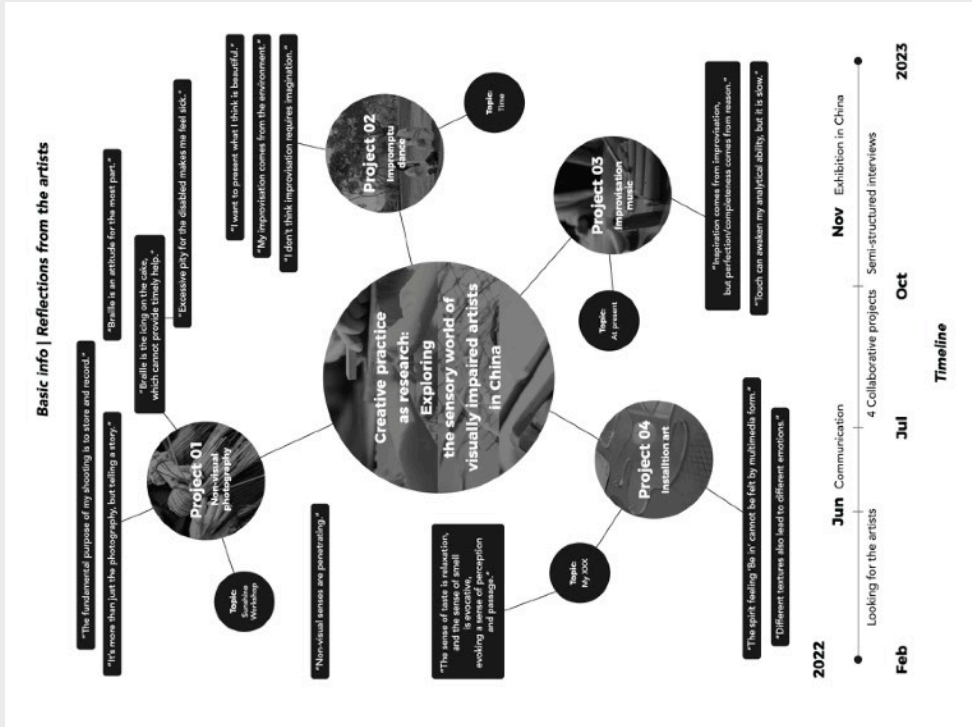 Basic info | Reflections from the artists
"The fundamental purpose of my shooting is to store and record."
"It's more than just the photography, but telling a story."
"Braille is an attitude for the most part."
"Braille is the icing on the cake,
which cannot provide timely help."
"Excessive pity for the disabled makes me feel sick."
Project 01
Non-visual
photography
Topic:
Sunshine
Workshop
"I want to present what I think is beautiful."
"My improvisation comes from the environment."
"I don't think improvisation requires imagination."
Project 02
Impromptu
dance
Topic:
Time
"Non-visual senses are penetrating."
Creative practice
as research:
Exploring
the sensory world of
visually impaired artists
in China
Project 03
Improvisation
music
Topic:
At present
"Inspiration comes from improvisation,
but perfection/completeness comes from reason."
"Touch can awaken my analytical ability, but it is slow."
"The sense of taste is relaxation,
and the sense of smell
is evocative,
evoking a sense of perception
and passage."
Topic:
My XXX
Project 04
Installtion art
"The spirit feeling 'Be in' cannot be felt by multimedia form."
"Different textures also lead to different emotions."
2022
Jun Communication
Nov Exhibition in China
Looking for the artists
4 Collaborative projects
Semi-structured interviews
Feb
Jul
Oct
2023
Timeline